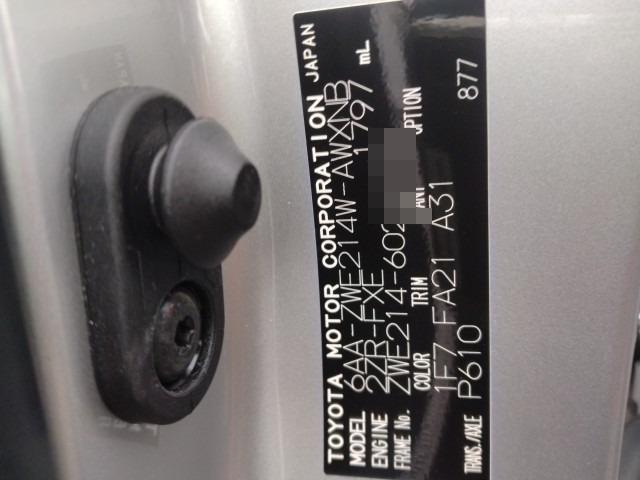 TOYOTA MOTOR CORPORATION JAPAN
MODEL 6AA-ZWE214W-AWXNB
ENGINE 2ZR-FXE 1797 mL
FRAME No. ZWE214-602
COLOR TRIM OPTION
1F7 FA21 A31
TRANS./AXLE P610 877